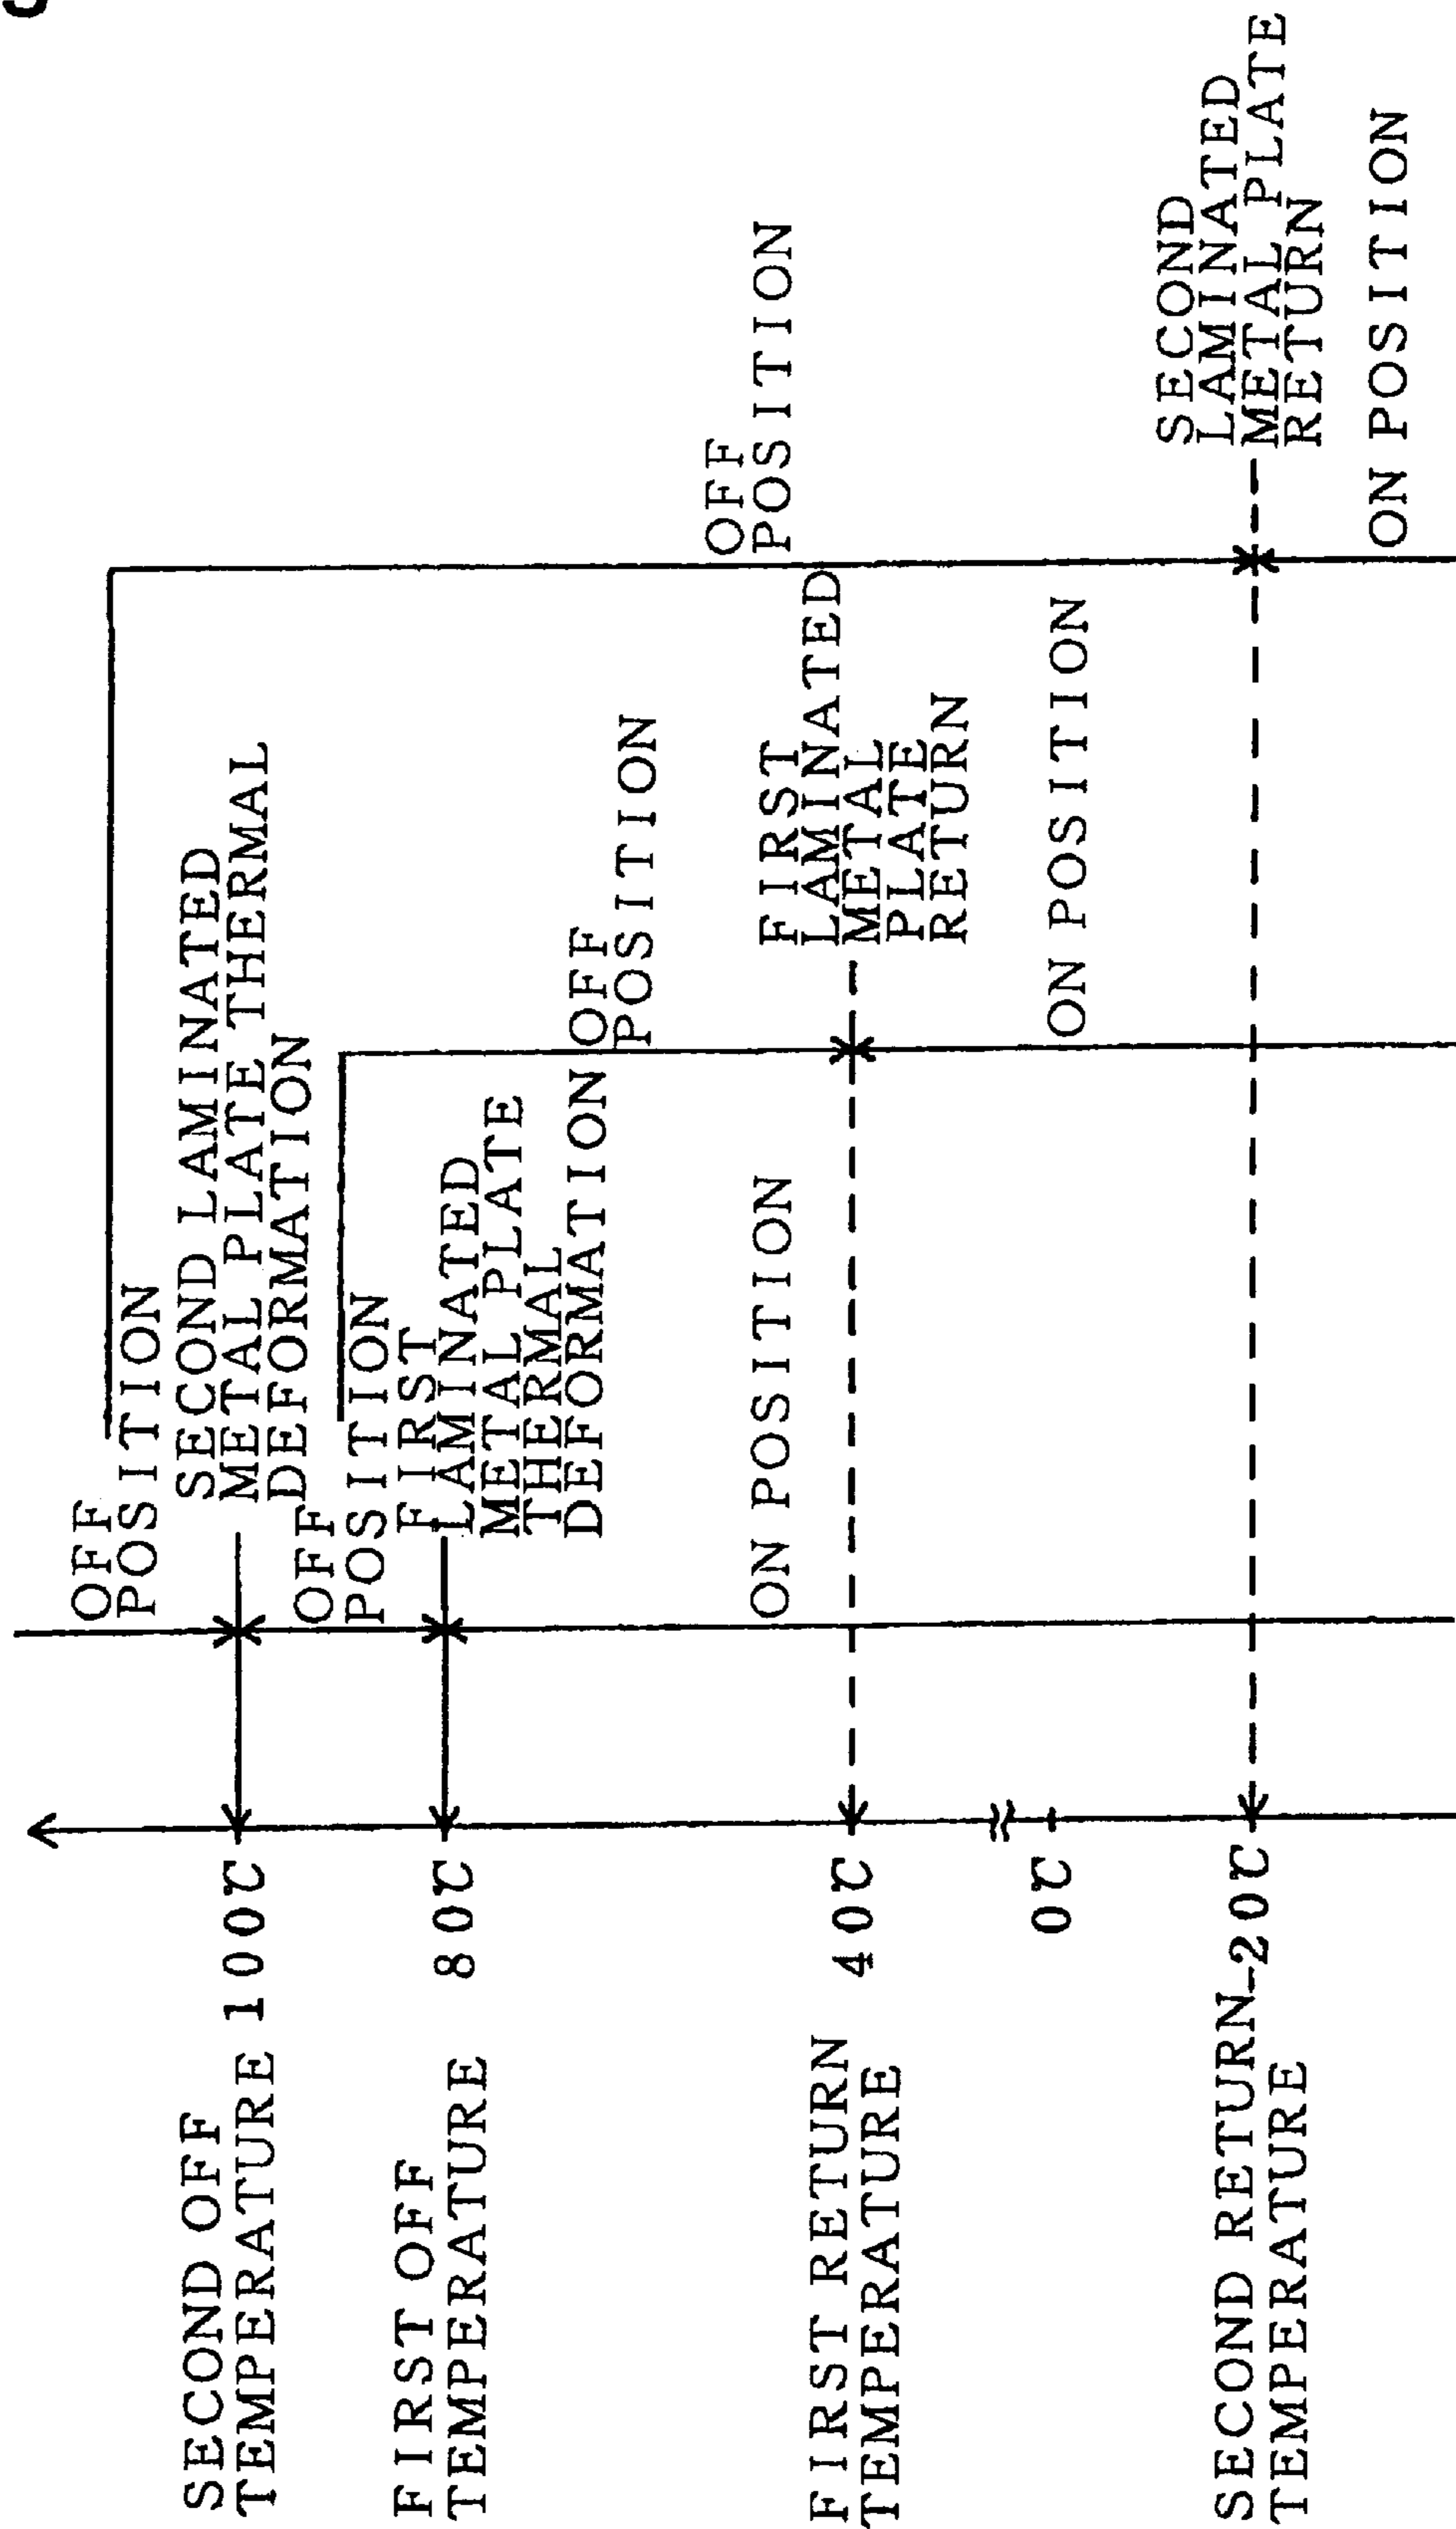 SECOND OFF
TEMPERATURE 100℃
FIRST OFF
TEMPERATURE 80℃
FIRST RETURN
TEMPERATURE 40℃
0℃
SECOND RETURN -20℃
TEMPERATURE
OFF
POSITION
SECOND LAMINATED
METAL PLATE THERMAL
DEFORMATION
OFF
POSITION
FIRST
LAMINATED
METAL PLATE
THERMAL
DEFORMATION
ON POSITION
OFF
POSITION
FIRST
LAMINATED
METAL
PLATE
RETURN
ON POSITION
OFF
POSITION
SECOND
LAMINATED
METAL PLATE
RETURN
ON POSITION